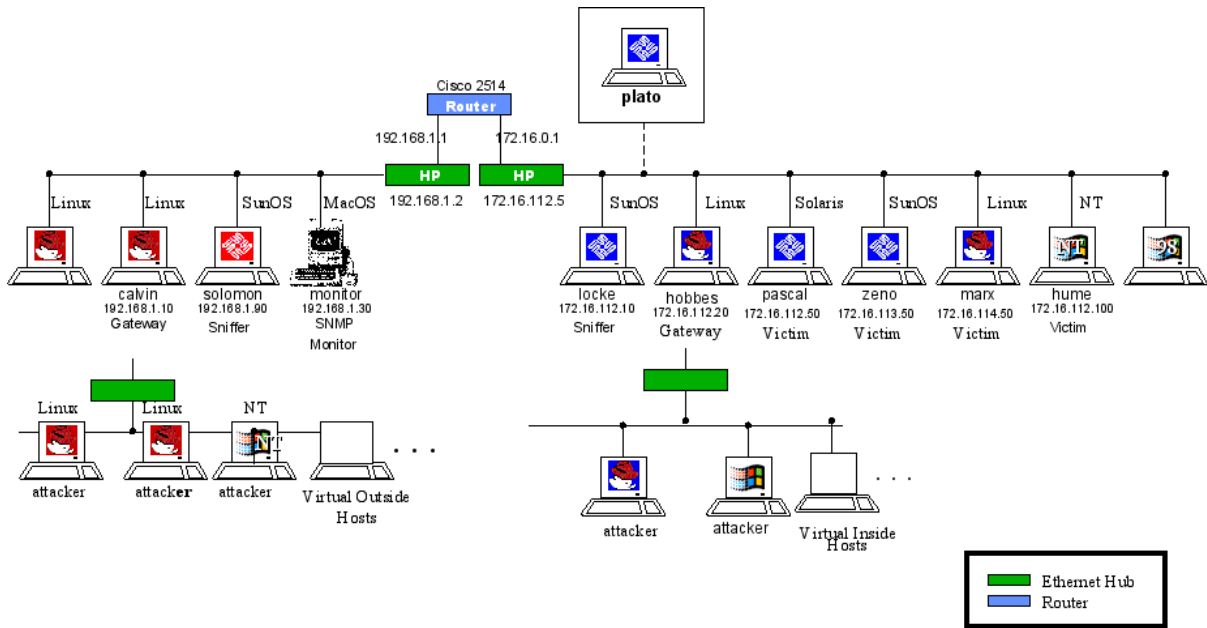 plato
Cisco 2514
Router
192.168.1.1
172.16.0.1
HP
HP
192.168.1.2
172.16.112.5
Linux
Linux
SunOS
MacOS
SunOS
Linux
Solaris
SunOS
Linux
NT
NT
98
calvin
192.168.1.10
Gateway
solomon
192.168.1.90
Sniffer
monitor
192.168.1.30
SNMP
Monitor
locke
172.16.112.10
Sniffer
hobbes
172.16.112.20
Gateway
pascal
172.16.112.50
Victim
zeno
172.16.113.50
Victim
marx
172.16.114.50
Victim
hume
172.16.112.100
Victim
Linux
Linux
NT
NT
. . .
attacker
attacker
attacker
Virtual Outside
Hosts
. . .
attacker
attacker
Virtual Inside
Hosts
Ethernet Hub
Router